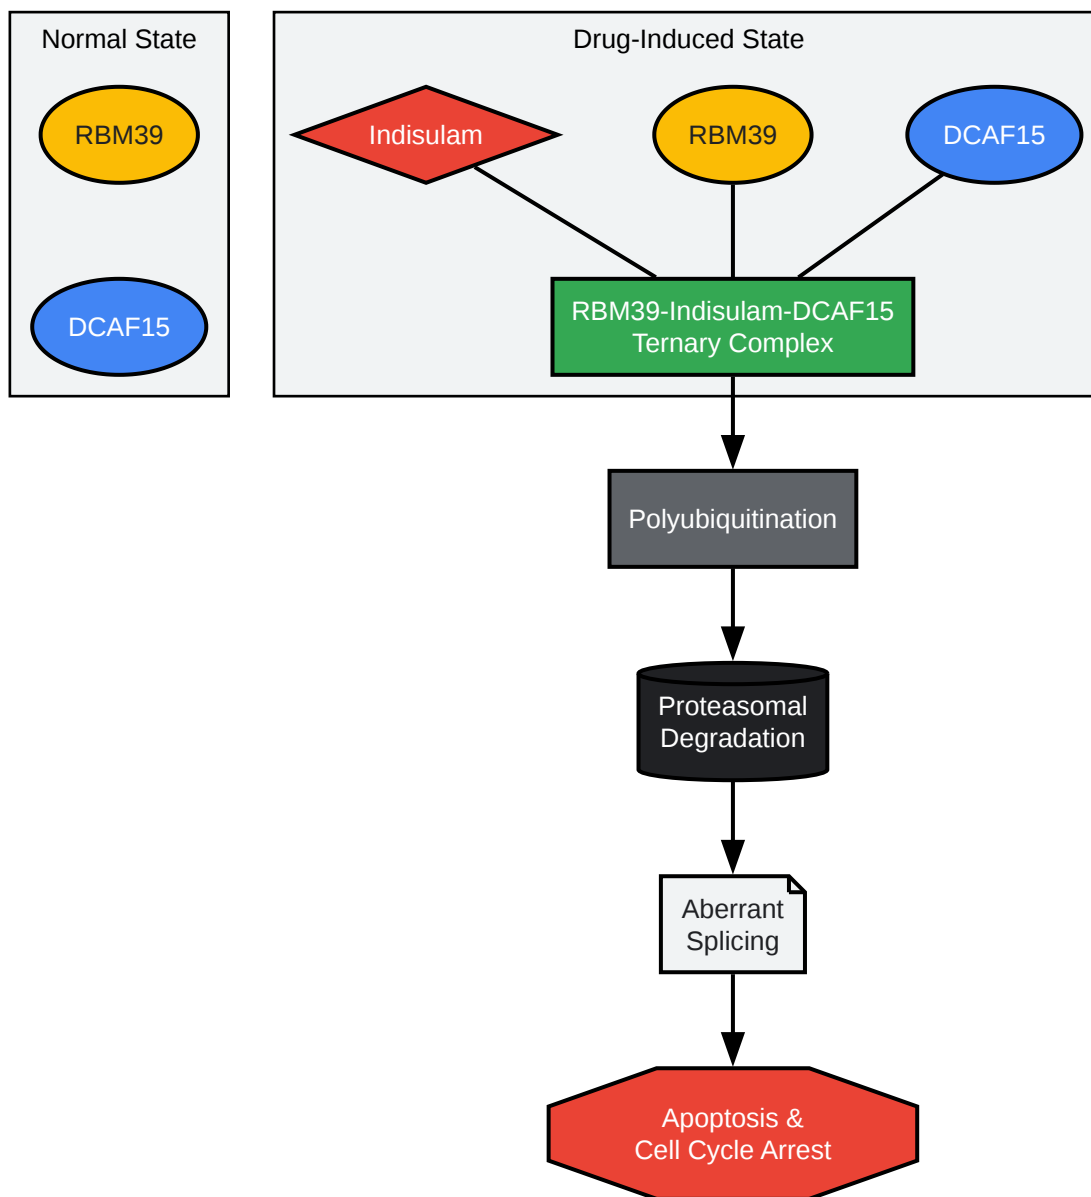 Normal State
RBM39
DCAF15
Drug-Induced State
Indisulam
RBM39
DCAF15
RBM39-Indisulam-DCAF15
Ternary Complex
Polyubiquitination
Proteasomal
Degradation
Aberrant
Splicing
Apoptosis &
Cell Cycle Arrest